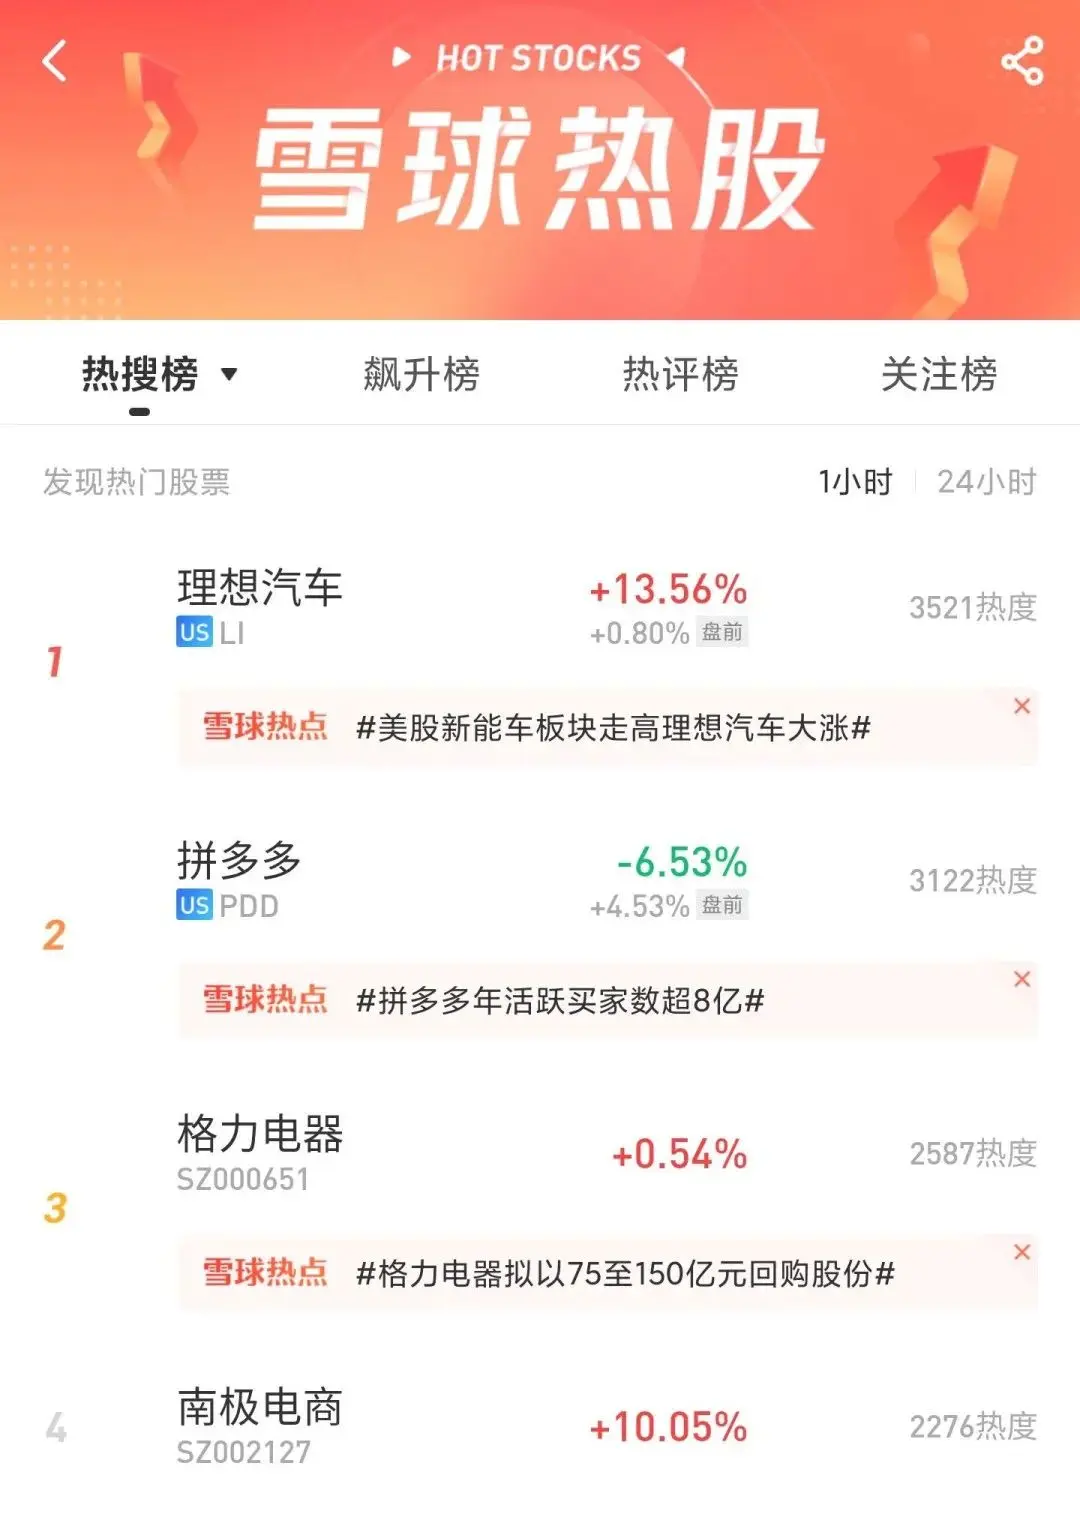 HOT STOCKS
雪球热股
热搜榜 飙升榜 热评榜 关注榜
发现热门股票 1小时 24小时
理想汽车 +13.56% 3521热度
US LI +0.80% 盘前
1
雪球热点 #美股新能车板块走高理想汽车大涨#
拼多多 -6.53% 3122热度
US PDD +4.53% 盘前
2
雪球热点 #拼多多年活跃买家数超8亿#
格力电器 +0.54% 2587热度
SZ000651
3
雪球热点 #格力电器拟以75至150亿元回购股份#
南极电商 +10.05% 2276热度
4
SZ002127